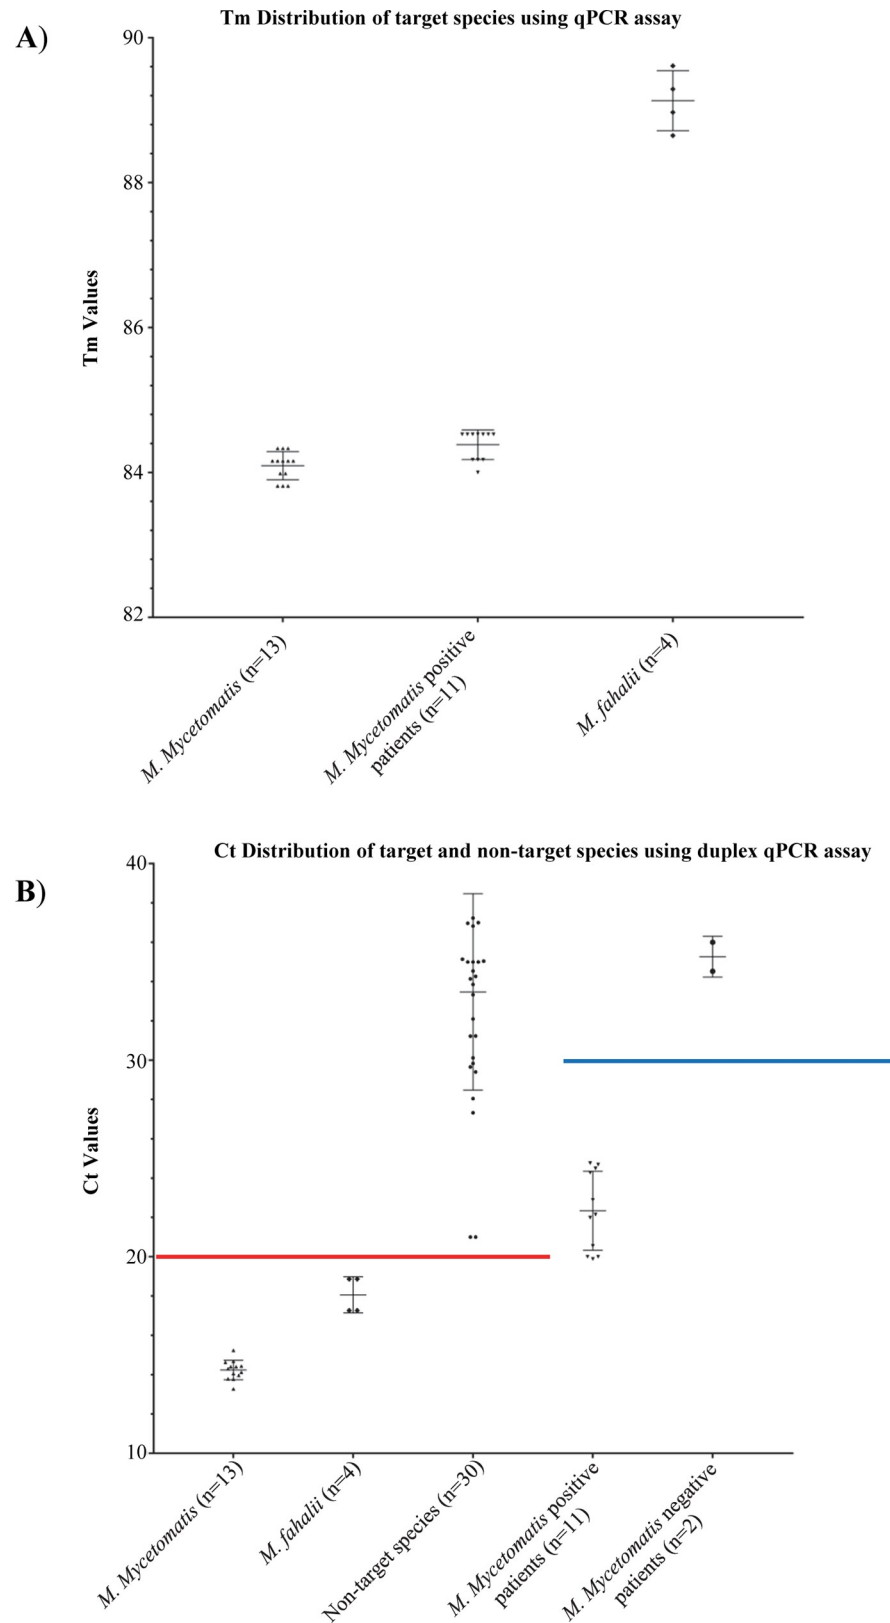 Tm Distribution of target species using qPCR assay
A)
90
88
86
84
82
Tm Values
M. Mycetomatis (n=13)
M. Mycetomatis positive
patients (n=11)
M. fahalii (n=4)
Ct Distribution of target and non-target species using duplex qPCR assay
B)
40
30
20
10
Ct Values
M. Mycetomatis (n=13)
M. fahalii (n=4)
Non-target species (n=30)
M. Mycetomatis positive
patients (n=11)
M. Mycetomatis negative
patients (n=2)